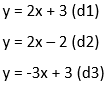 y = 2x + 3 (d1)
y = 2x – 2 (d2)
y = -3x + 3 (d3)